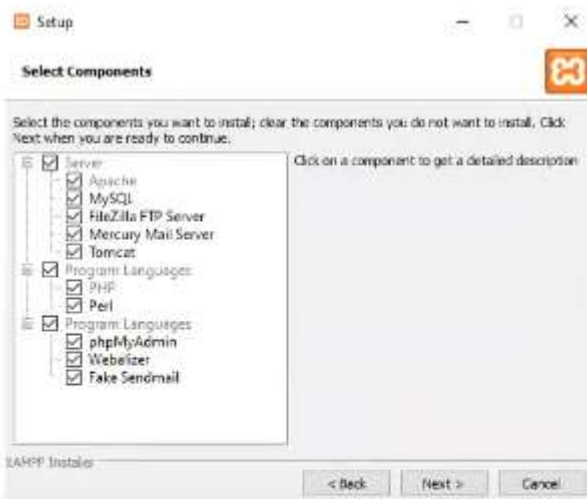 Setup
Select Components
Select the components you want to install; clear the components you do not want to install. Click
Next when you are ready to continue.
Server
Apache
MySQL
FileZilla FTP Server
Mercury Mail Server
Tomcat
Program Languages
PHP
Perl
Program Languages
phpMyAdmin
Webalizer
Fake Sendmail
Click on a component to get a detailed description
XAMPP Installer
< Back
Next >
Cancel